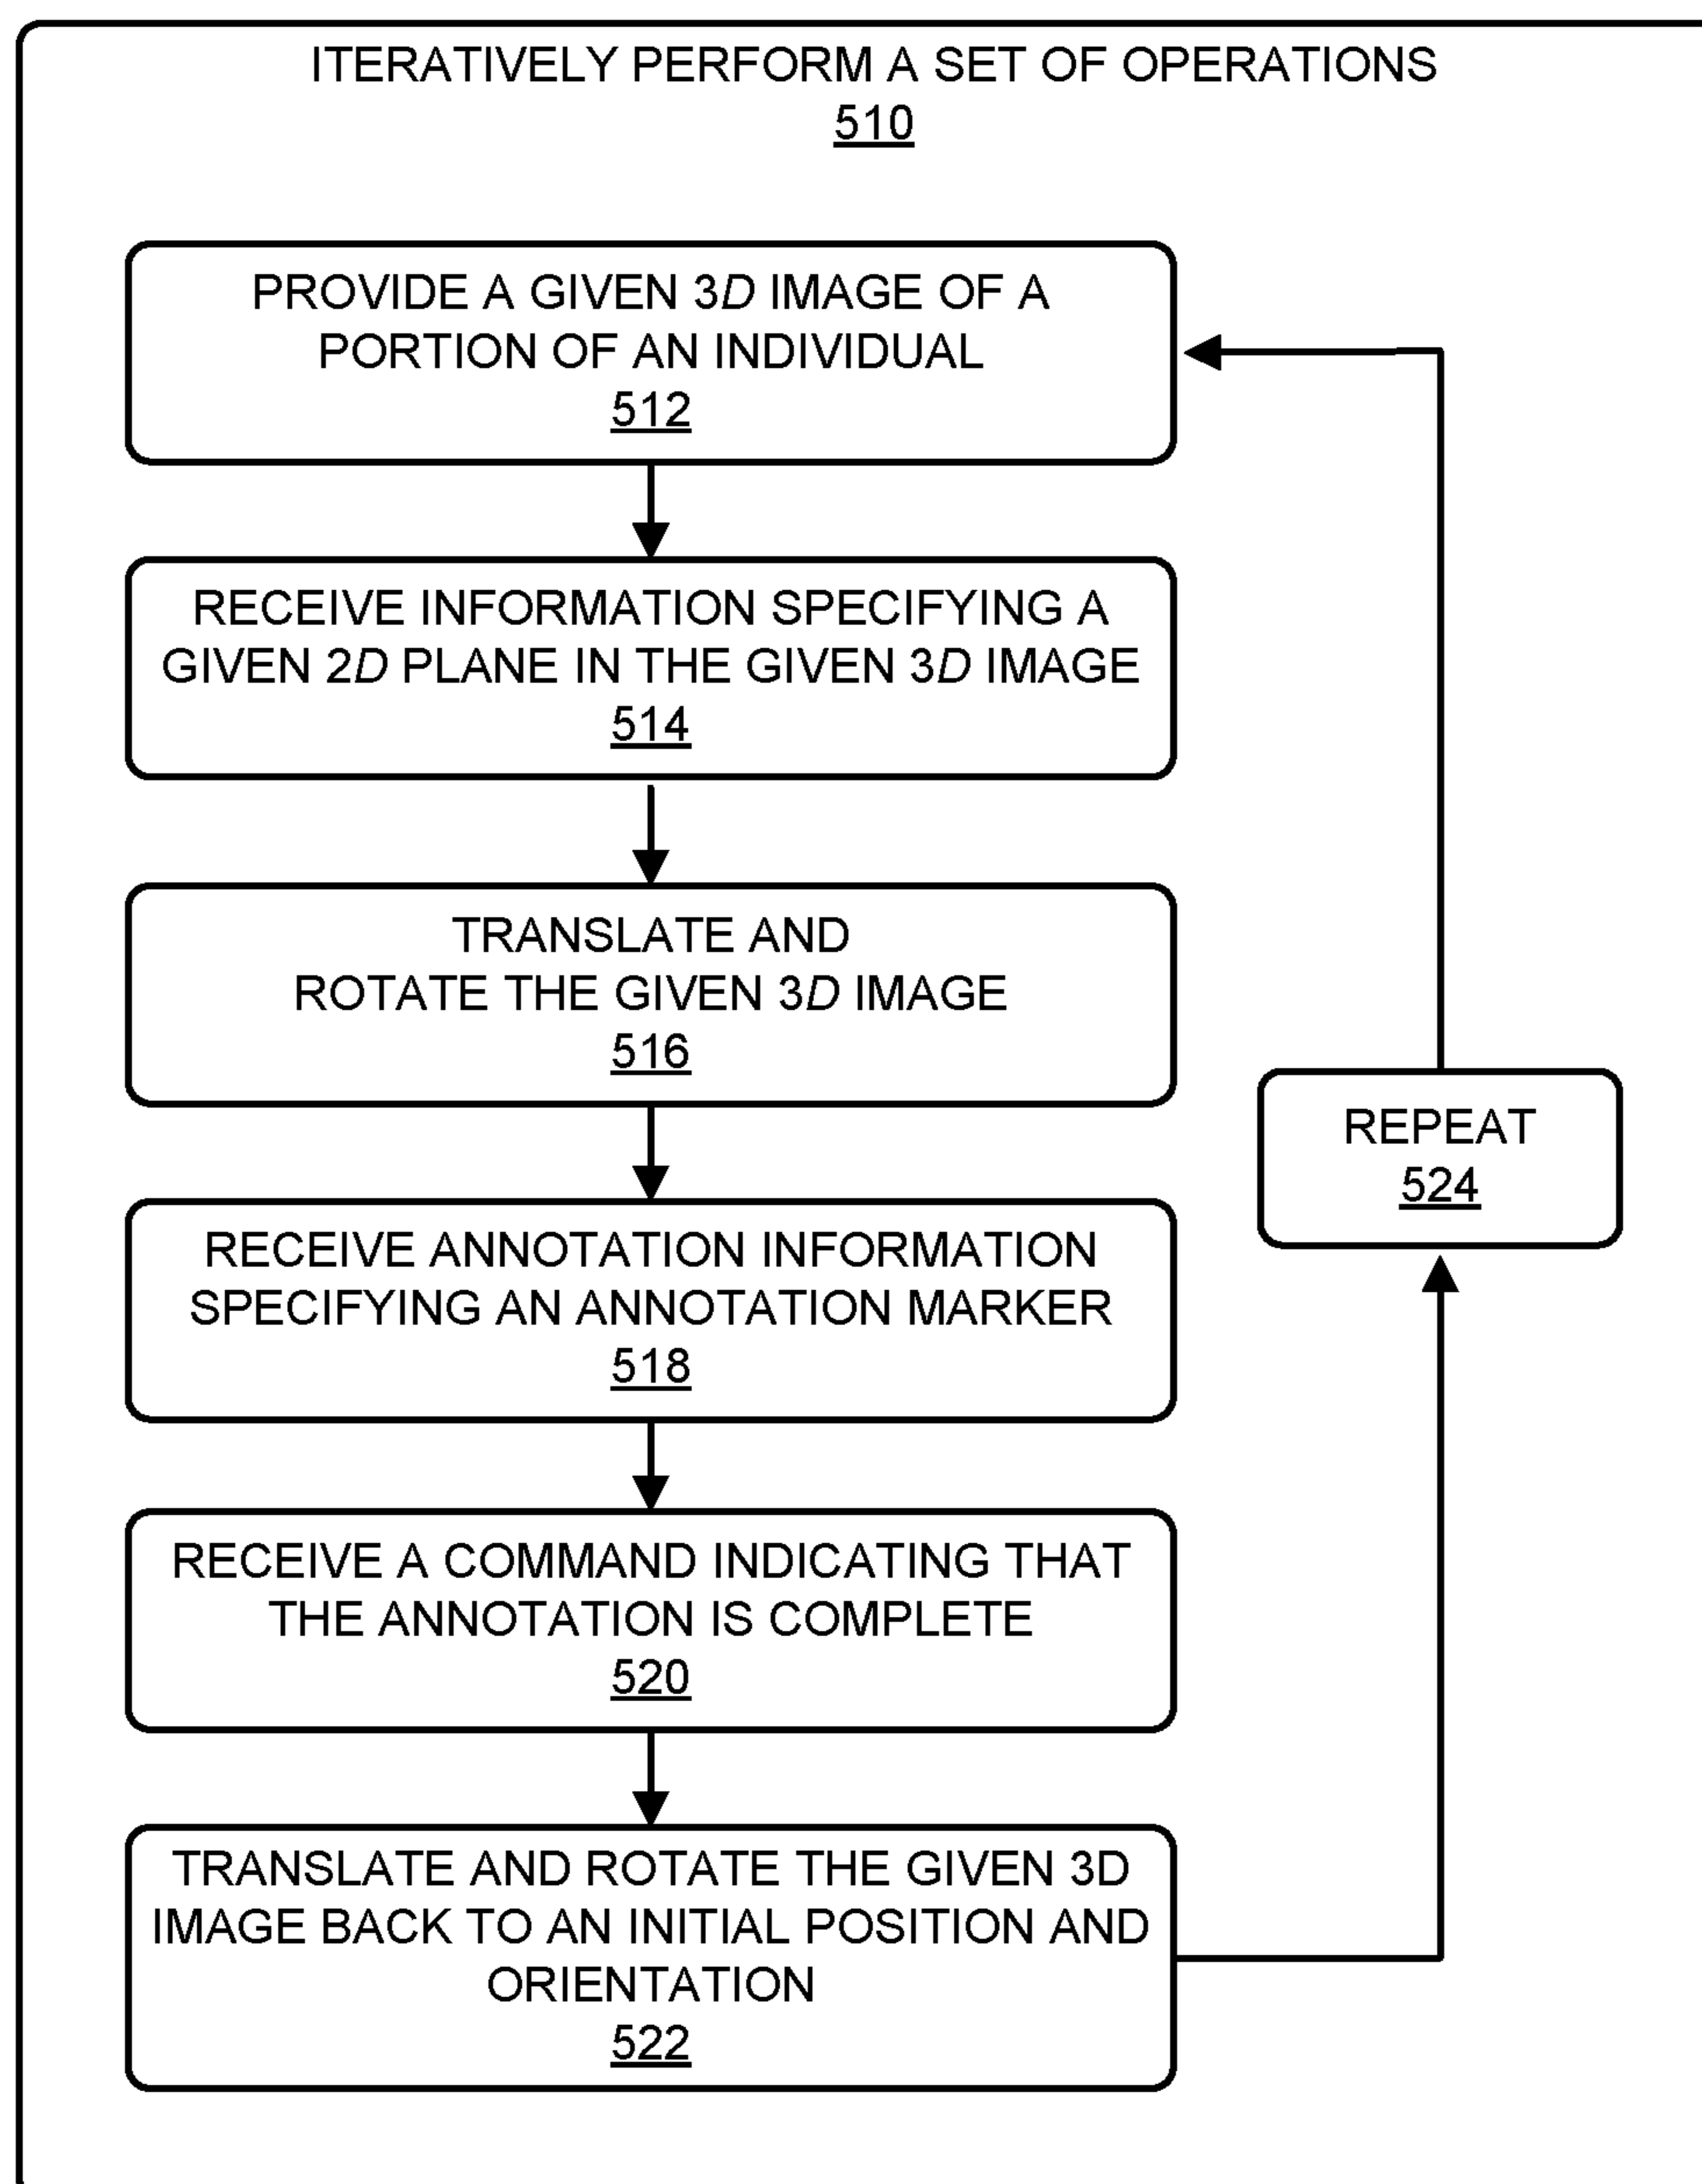 ITERATIVELY PERFORM A SET OF OPERATIONS
510
PROVIDE A GIVEN 3D IMAGE OF A
PORTION OF AN INDIVIDUAL
512
RECEIVE INFORMATION SPECIFYING A
GIVEN 2D PLANE IN THE GIVEN 3D IMAGE
514
TRANSLATE AND
ROTATE THE GIVEN 3D IMAGE
516
RECEIVE ANNOTATION INFORMATION
SPECIFYING AN ANNOTATION MARKER
518
RECEIVE A COMMAND INDICATING THAT
THE ANNOTATION IS COMPLETE
520
TRANSLATE AND ROTATE THE GIVEN 3D
IMAGE BACK TO AN INITIAL POSITION AND
ORIENTATION
522
REPEAT
524